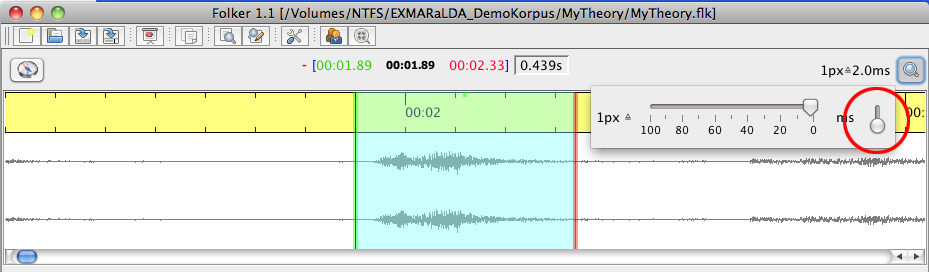 Folker 1.1 [/Volumes/NTFS/EXMARaLDA_DemoKorpus/MyTheory/MyTheory.flk]
- [00:01.89 00:01.89 00:02.33] 0.439s
1px≙2.0ms
00:02
00:
1px ≙ ms
100 80 60 40 20 0